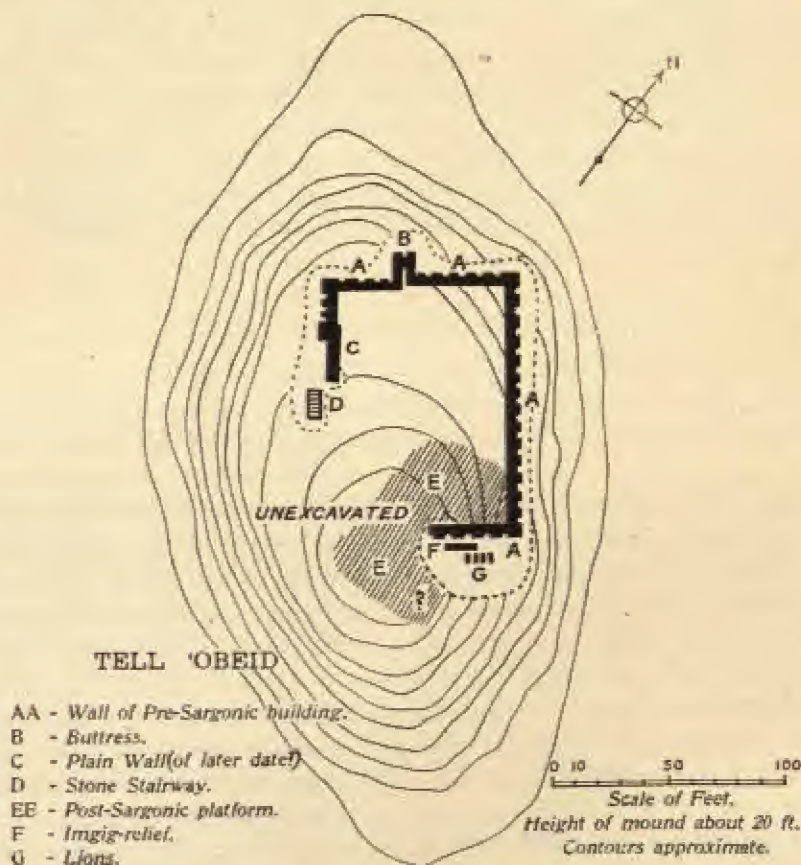 N
B
A A
C
D
A
E
UNEXCAVATED
F A
E G
?
TELL 'OBEID
AA - Wall of Pre-Sargonic building.
B - Buttress.
C - Plain Wall(of later date?)
D - Stone Stairway.
EE - Post-Sargonic platform.
F - Imgig-relief.
G - Lions.
0 10 50 100
Scale of Feet.
Height of mound about 20 ft.
Contours approximate.